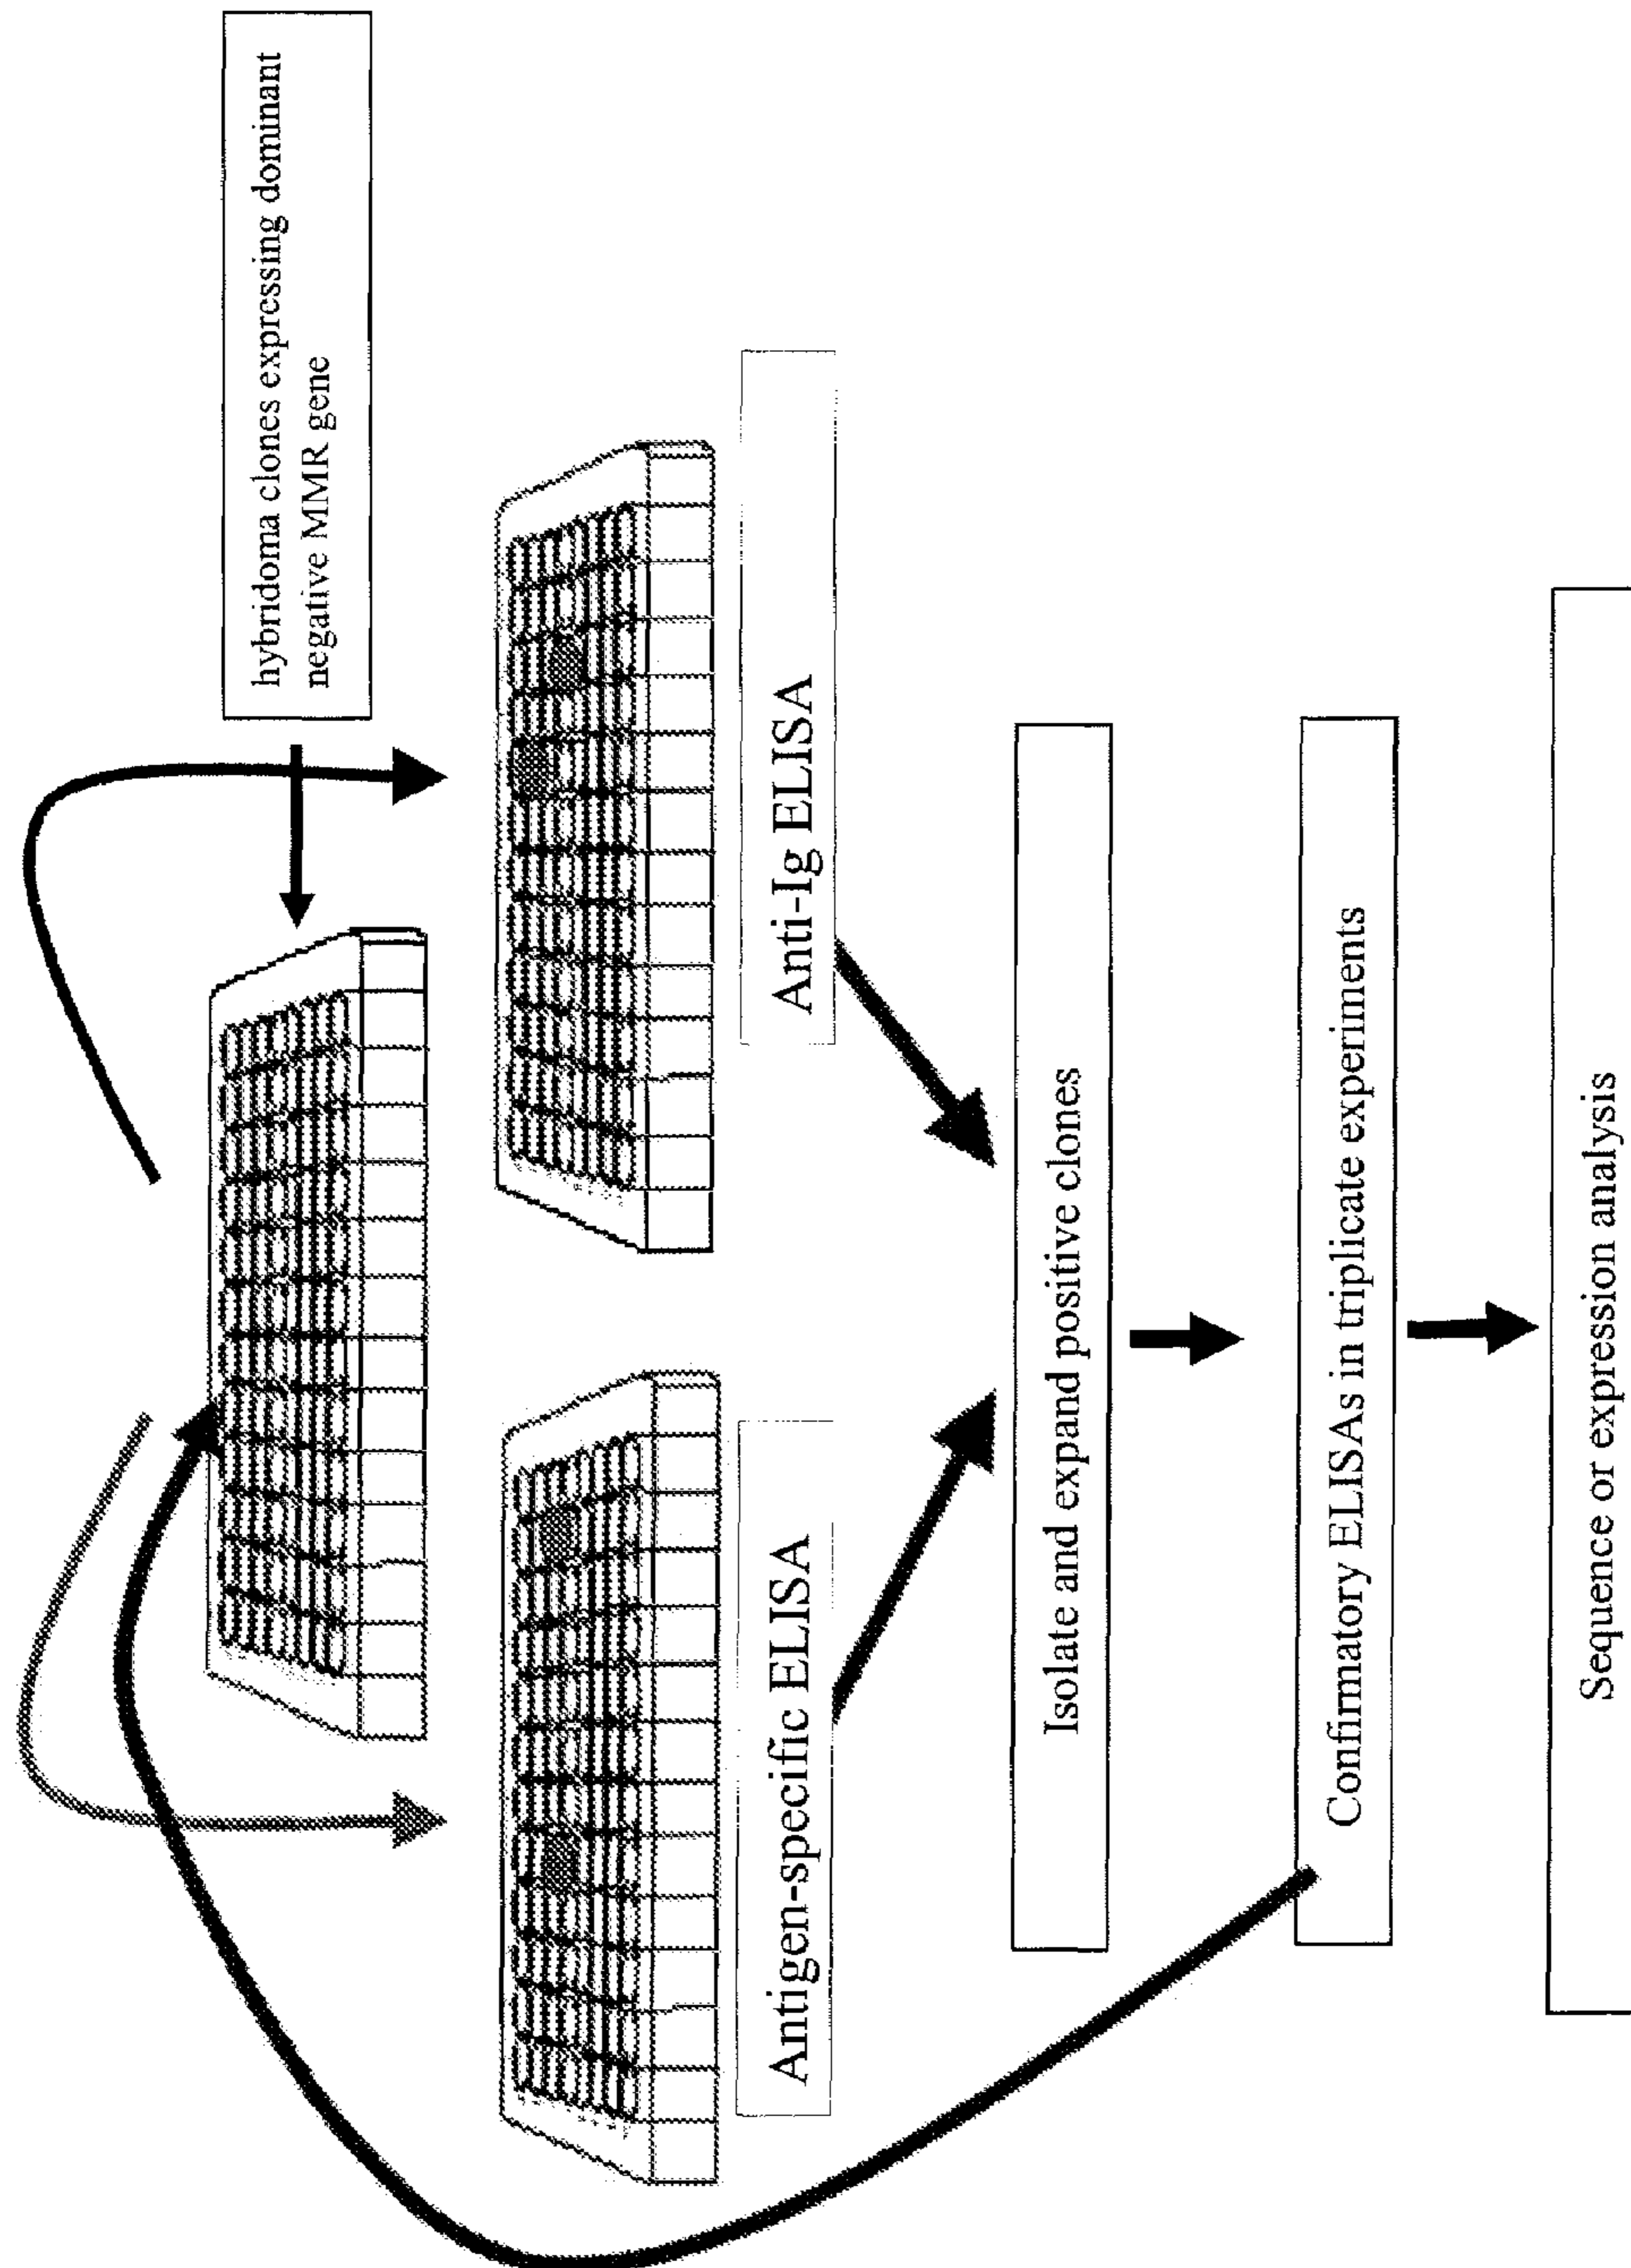 hybridoma clones expressing dominant
negative MMR gene
Antigen-specific ELISA
Anti-Ig ELISA
Isolate and expand positive clones
Confirmatory ELISAs in triplicate experiments
Sequence or expression analysis